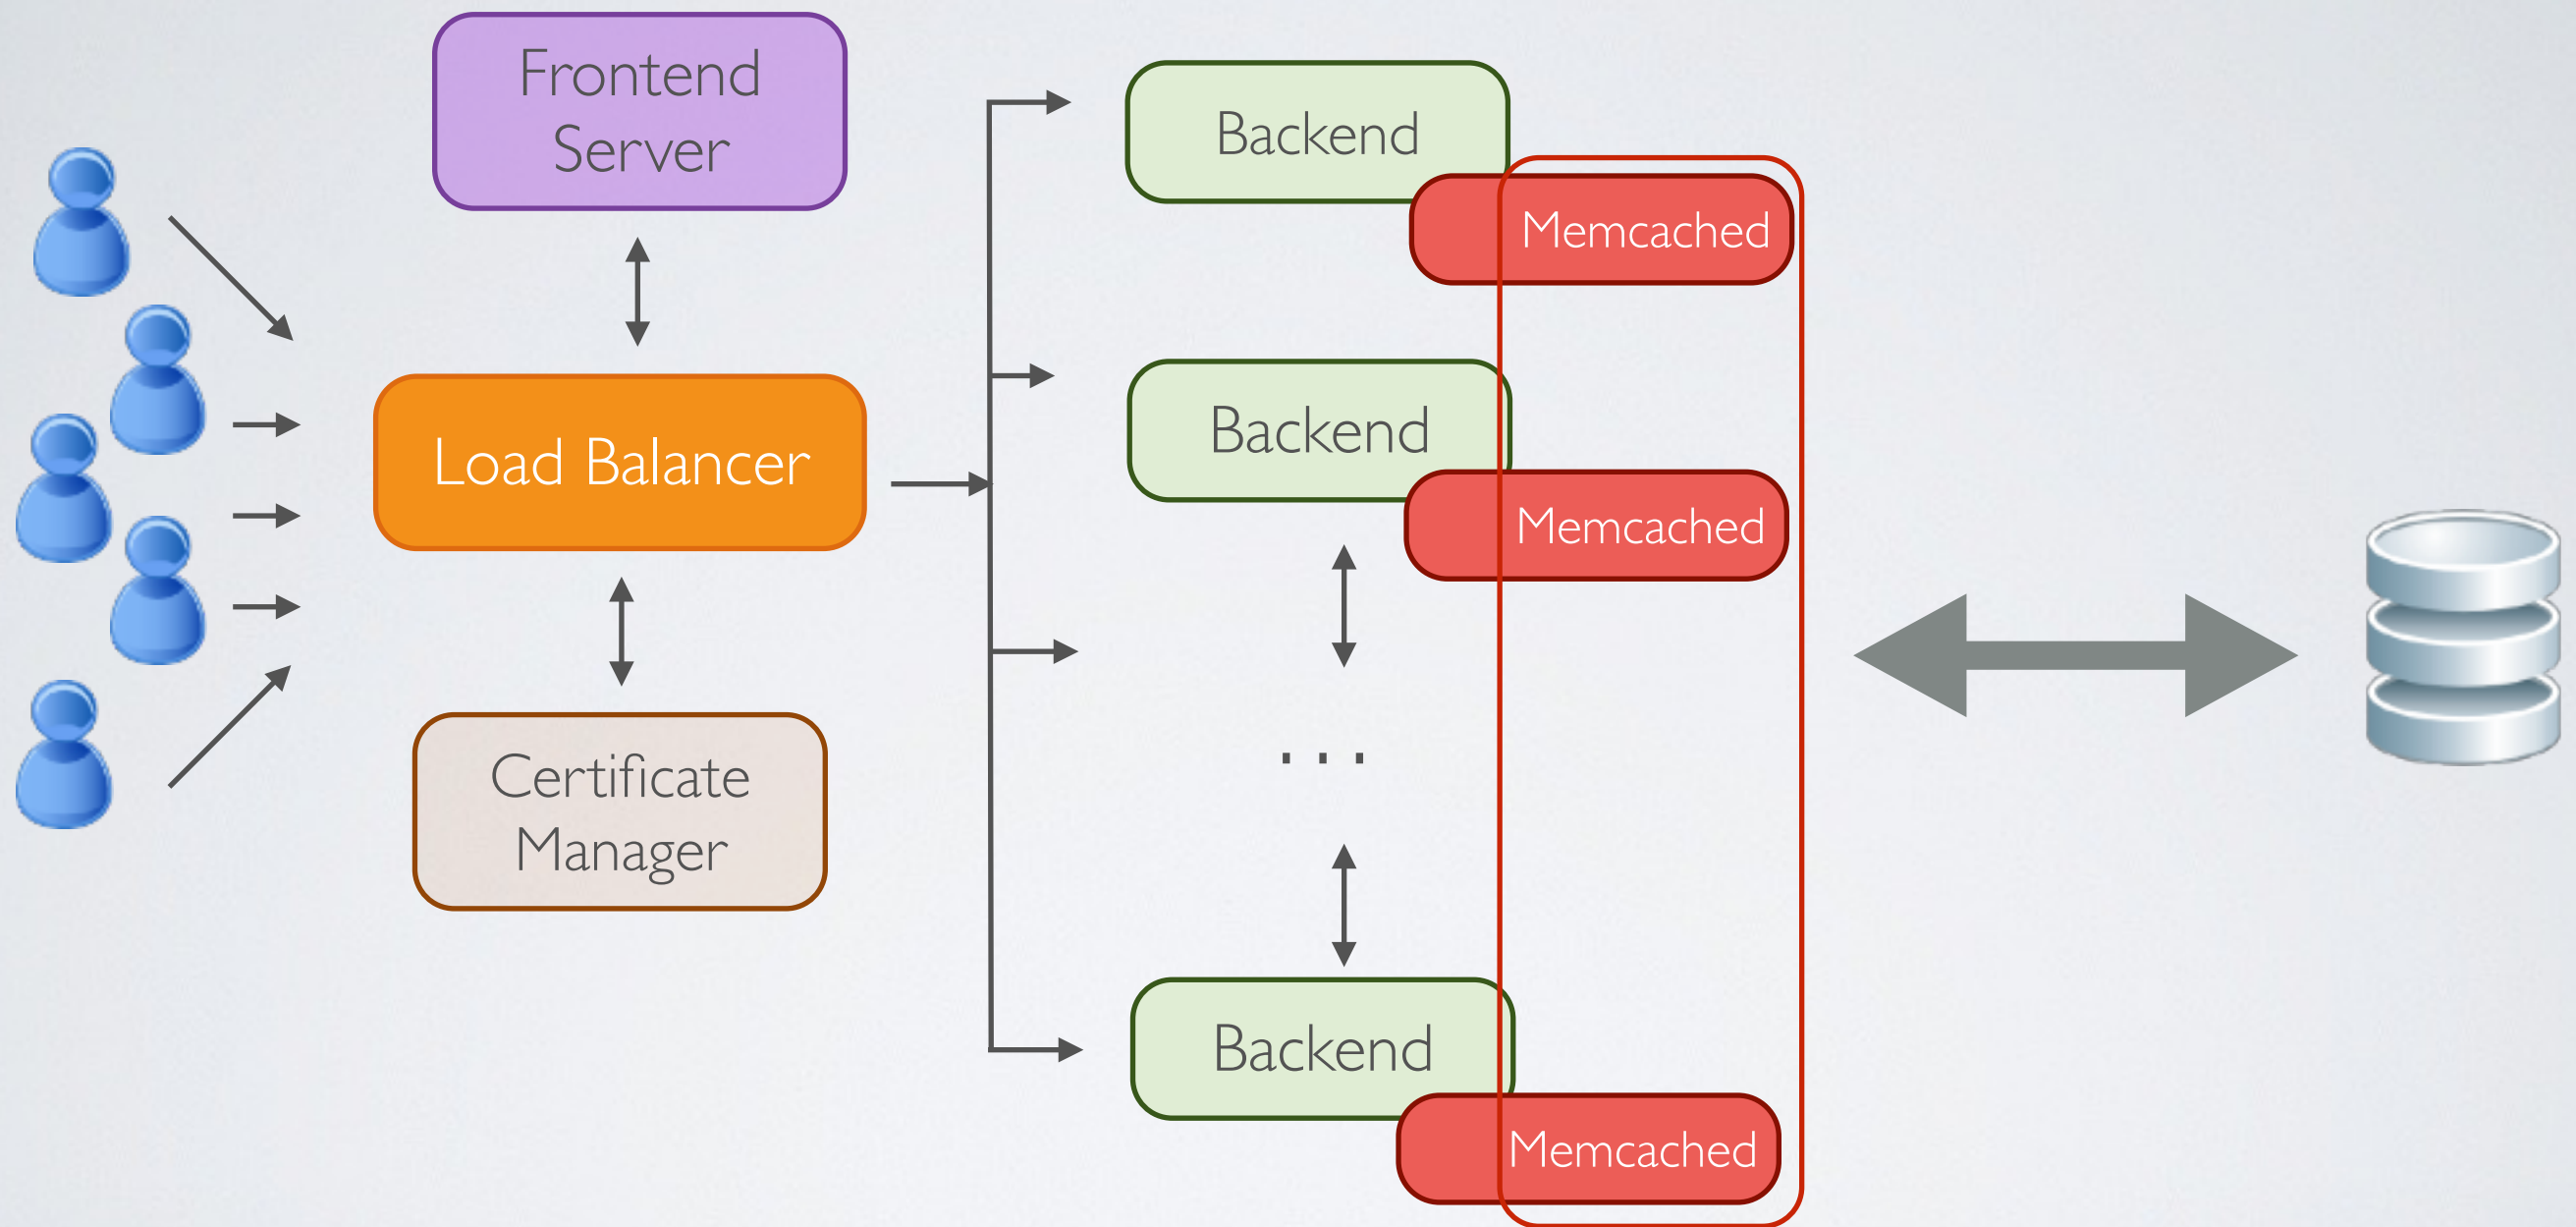 Frontend
Server
Load Balancer
Certificate
Manager
Backend
Memcached
Backend
Memcached
...
Backend
Memcached